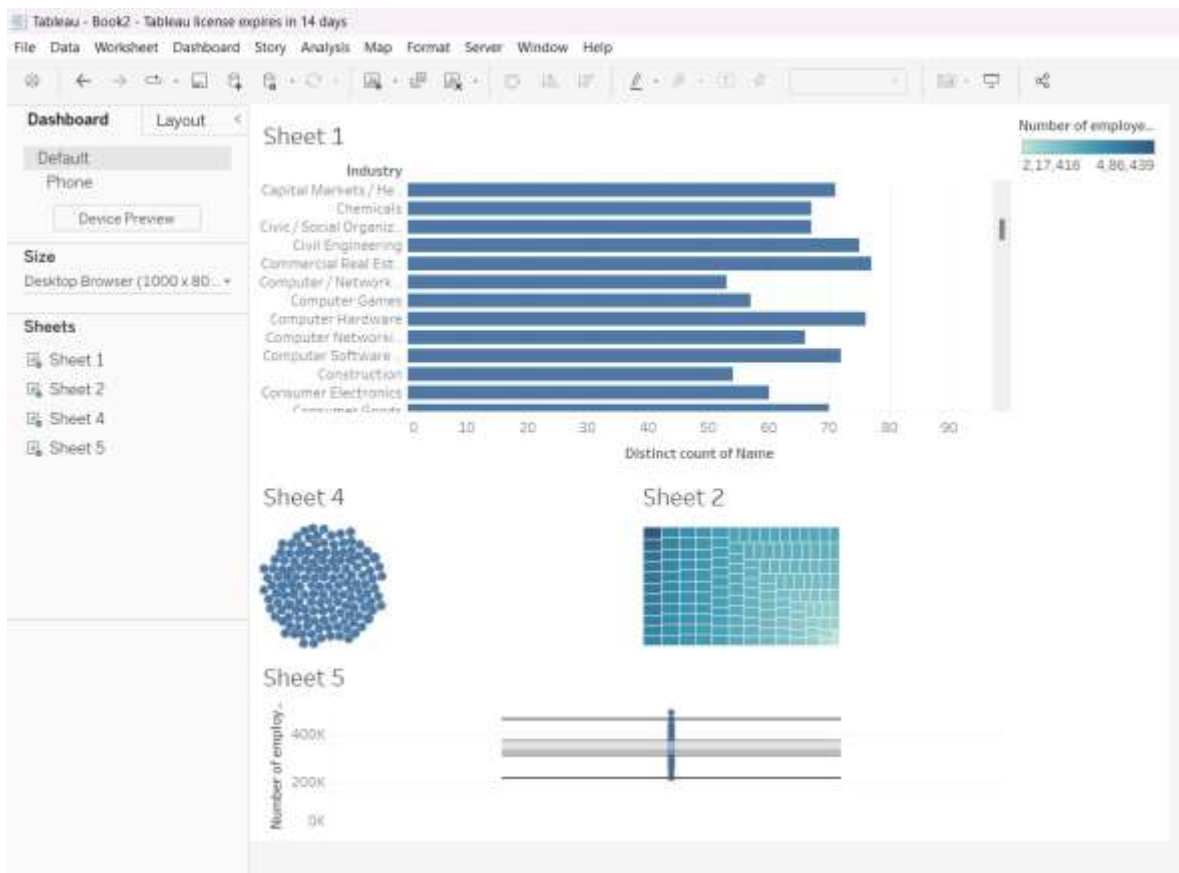 Tableau - Book2 - Tableau license expires in 14 days
File Data Worksheet Dashboard Story Analysis Map Format Server Window Help
Dashboard Layout
Default
Phone
Device Preview
Size
Desktop Browser (1000 x 80...
Sheets
Sheet 1
Sheet 2
Sheet 4
Sheet 5
Sheet 1
Industry
Capital Markets / He..
Chemicals
Civic / Social Organiz..
Civil Engineering
Commercial Real Est..
Computer / Network..
Computer Games
Computer Hardware
Computer Networki..
Computer Software ..
Construction
Consumer Electronics
Consumer Goods
0 10 20 30 40 50 60 70 80 90
Distinct count of Name
Number of employe...
2,17,416 4,86,439
Sheet 4
Sheet 2
Sheet 5
Number of employ..
400K
200K
0K